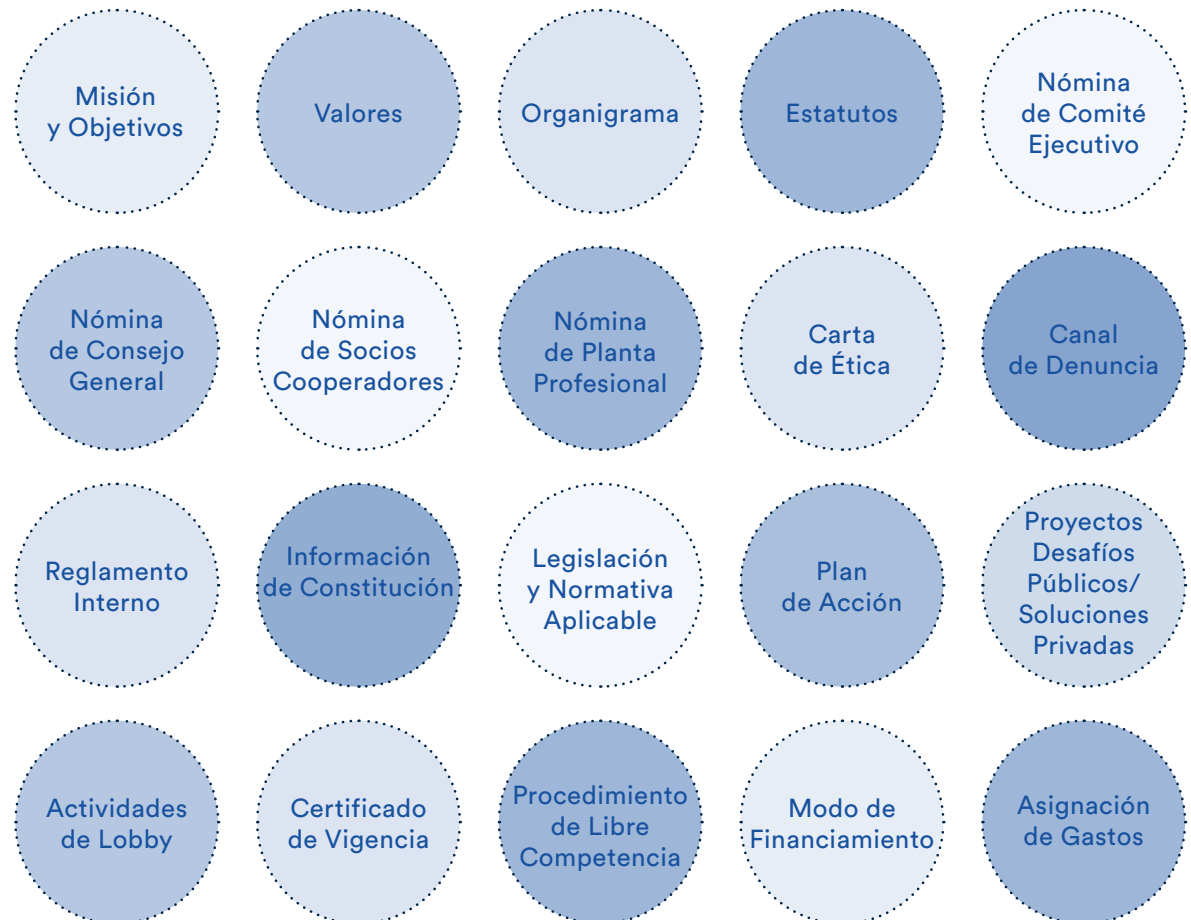 Misión
y Objetivos
Valores
Organigrama
Estatutos
Nómina
de Comité
Ejecutivo
Nómina
de Consejo
General
Nómina
de Socios
Cooperadores
Nómina
de Planta
Profesional
Carta
de Ética
Canal
de Denuncia
Reglamento
Interno
Información
de Constitución
Legislación
y Normativa
Aplicable
Plan
de Acción
Proyectos
Desafíos
Públicos/
Soluciones
Privadas
Actividades
de Lobby
Certificado
de Vigencia
Procedimiento
de Libre
Competencia
Modo de
Financiamiento
Asignación
de Gastos